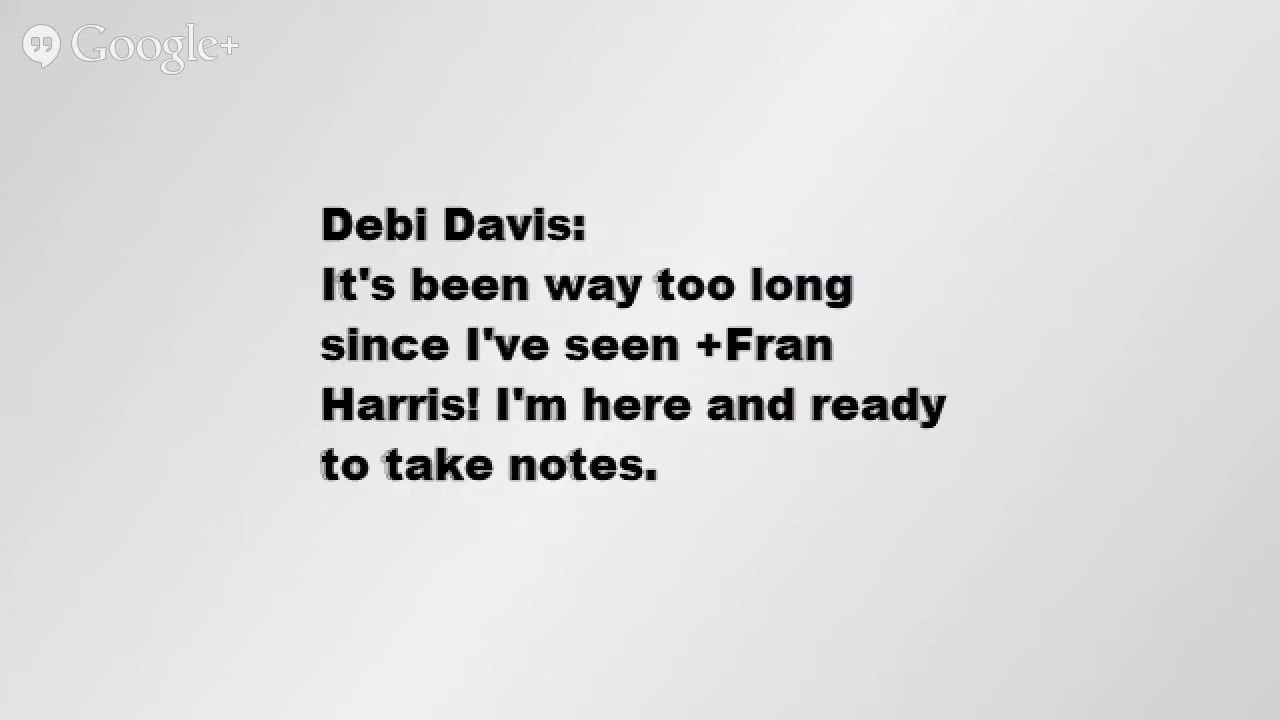 Google+
Debi Davis:
It's been way too long
since I've seen +Fran
Harris! I'm here and ready
to take notes.